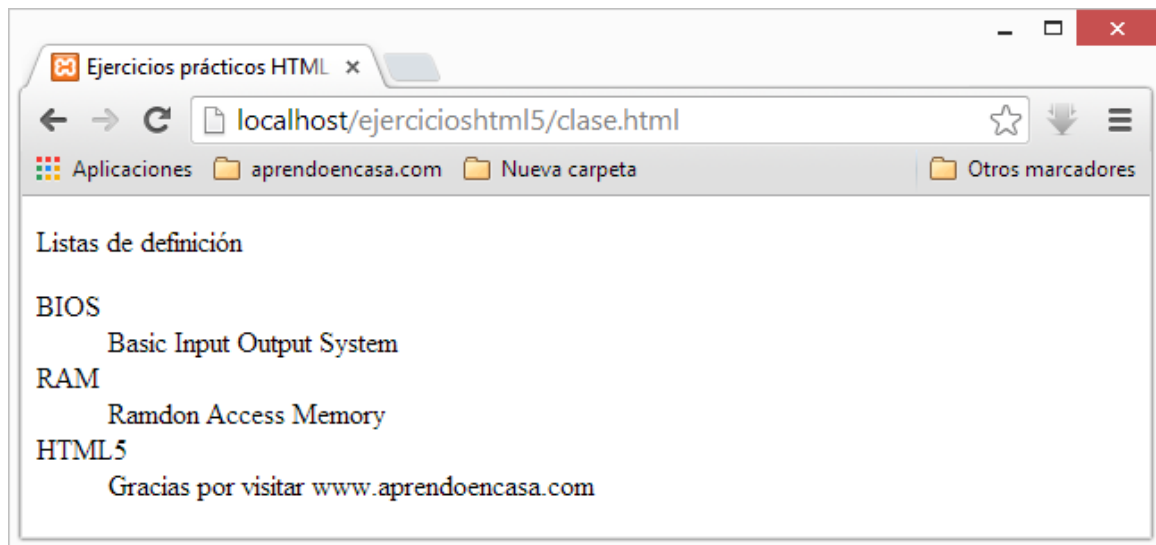 Ejercicios prácticos HTML
localhost/ejercicioshtml5/clase.html
Aplicaciones aprendoencasa.com Nueva carpeta Otros marcadores
Listas de definición
BIOS
Basic Input Output System
RAM
Ramdon Access Memory
HTML5
Gracias por visitar www.aprendoencasa.com